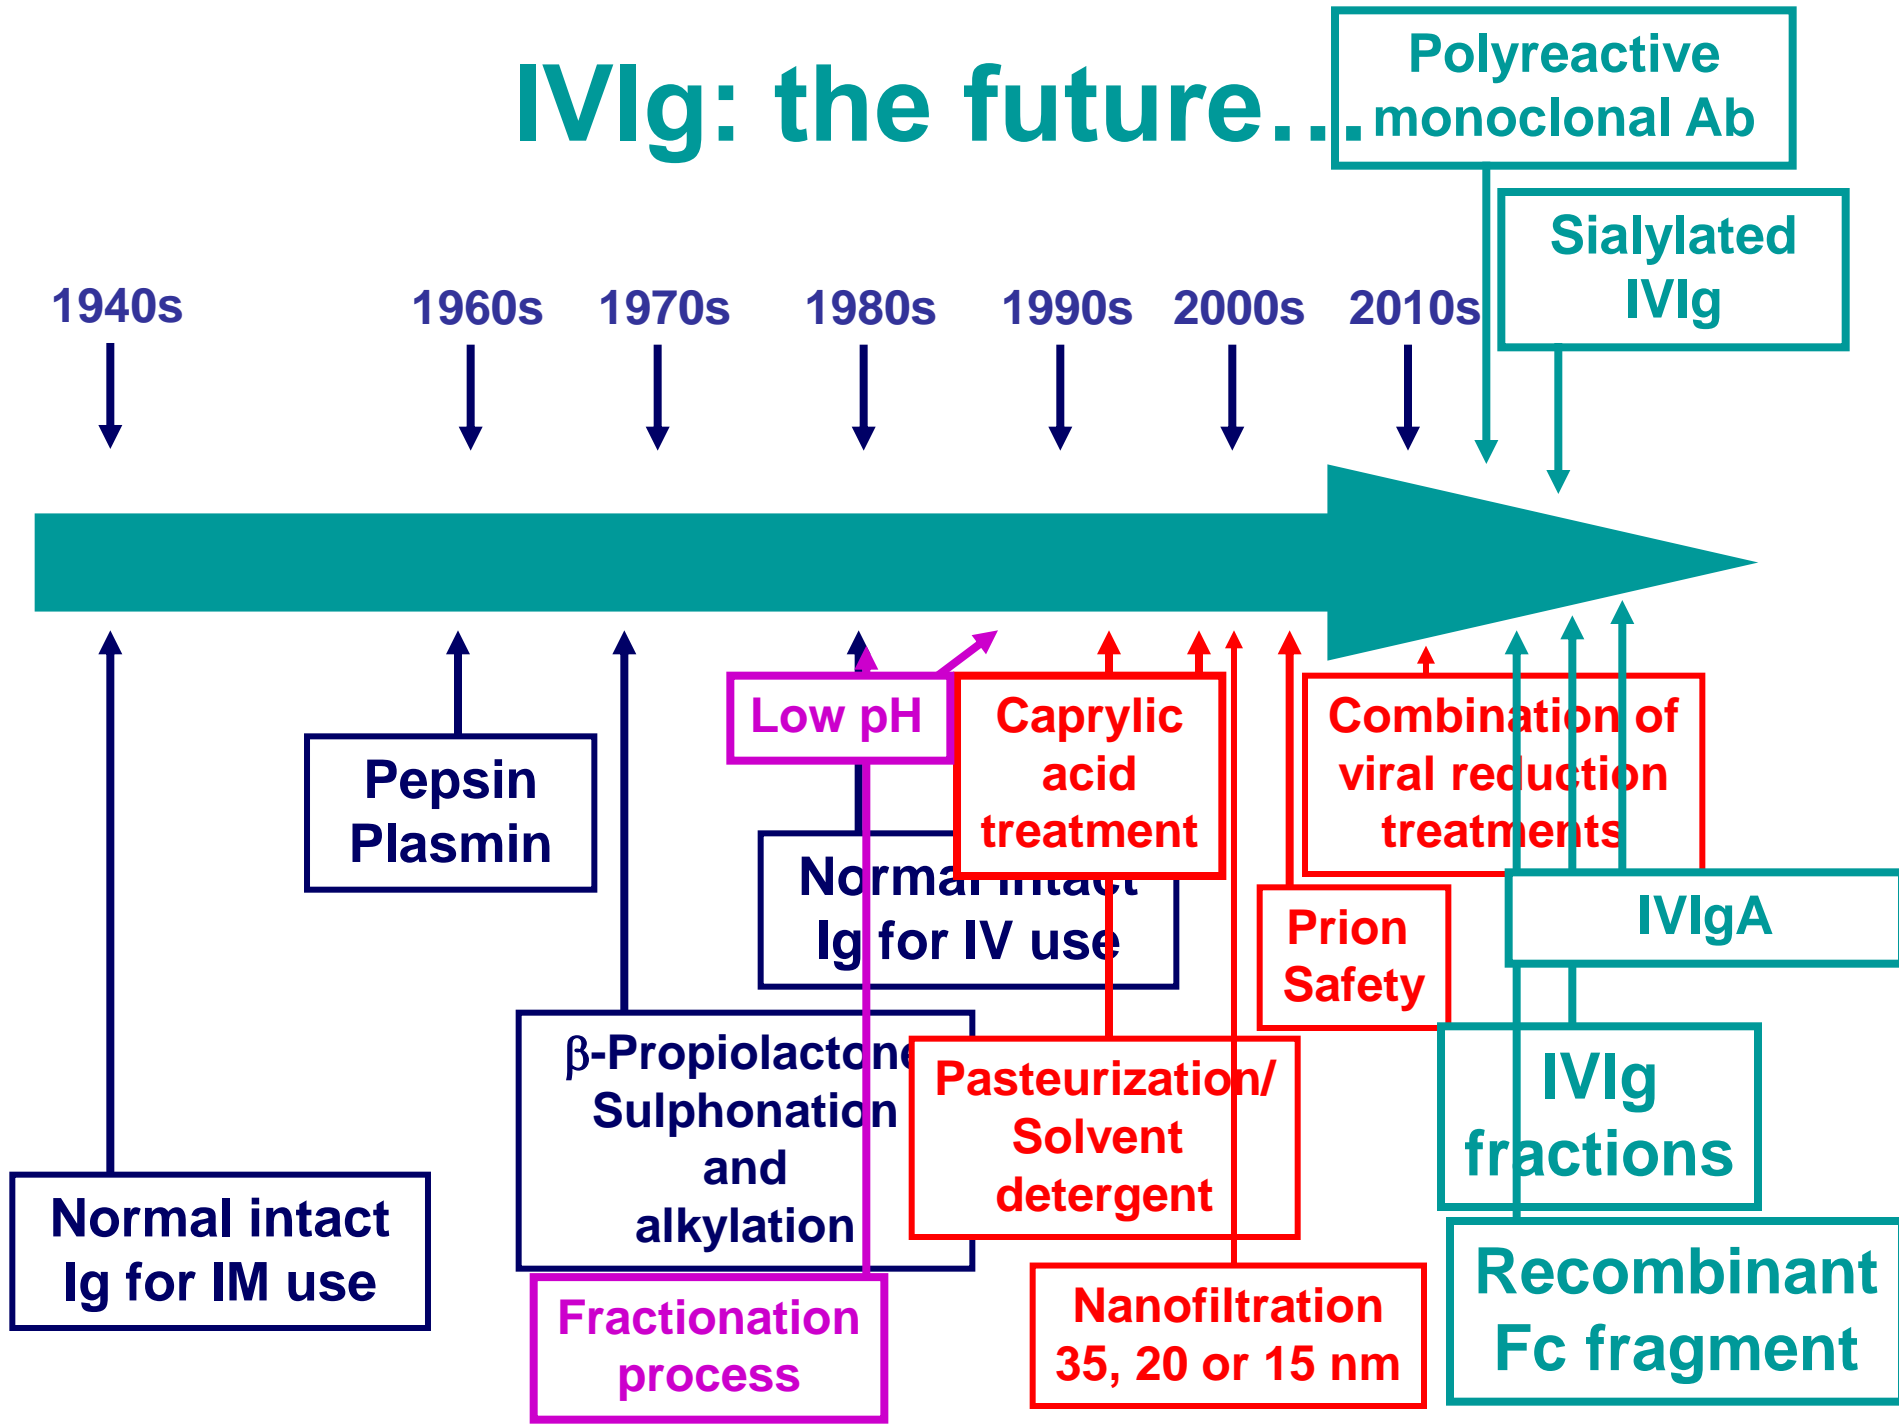 IVIg: the future…
Polyreactive
monoclonal Ab
Sialylated
IVIg
1940s
1960s
1970s
1980s
1990s
2000s
2010s
Low pH
Caprylic
acid
treatment
Combination of
viral reduction
treatments
Pepsin
Plasmin
Normal intact
Ig for IV use
Prion
Safety
IVIgA
β-Propiolactone
Sulphonation
and
alkylation
Pasteurization/
Solvent
detergent
IVIg
fractions
Normal intact
Ig for IM use
Fractionation
process
Nanofiltration
35, 20 or 15 nm
Recombinant
Fc fragment